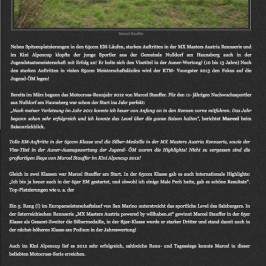 Marcel Stauffer
Neben Spitzenplatzierungen in den 65ccm EM-Läufen, starken Auftritten in der MX Masters Austria Rennserie und
im Kini Alpencup klopfte der junge Sportler aus der Gemeinde Nußdorf am Haunsberg auch in der
Jugendstaatsmeisterschaft mit Erfolg an! Er holte sich den Vizetitel in der Auner-Wertung! (10 bis 13 Jahre) Nach
den starken Auftritten in vielen 65ccm Meisterschaftsläufen wird der KTM- Youngster 2013 den Fokus auf die
Jugend-ÖM legen!
Bereits im März begann das Motocross-Rennjahr 2012 von Marcel Stauffer. Für den 11- jährigen Nachwuchssportler
aus Nußdorf am Haunsberg war schon der Start ins Jahr perfekt:
„Nach meiner Verletzung im Jahr 2011 konnte ich heuer von Anfang an in den Rennen vorne mitfahren. Das Jahr
begann schon sehr erfolgreich und ich konnte das Level über die ganze Saison halten", berichtet Marcel beim
Saisonrückblick.
Tolle EM-Auftritte in der 65ccm Klasse und die Silber-Medaille in der MX Masters Austria Rennserie, sowie der
Vize-Titel in der Auner-Aussageswertung der Jugend- ÖM waren die Highlights! Nicht zu vergessen sind die
großartigen Siege von Marcel Stauffer im Kini Alpencup 2012!
Gleich in zwei Klassen war Marcel Stauffer am Start. In der 65ccm Klasse gab es auch internationale Highlights:
„Ich bin ja heuer auch in der 65er EM gestartet, und obwohl ich einige Male Pech hatte, gab es schöne Resultate".
Top-Platzierungen wie u. a. der
Ein 5. Rang (!) im Europameisterschaftslauf von San Marino unterstreicht das sportliche Level des Salzburgers. In
der österreichischen Rennserie „MX Masters Austria powered by willhaben.at" gewinnt Marcel Stauffer in der 65er
Klasse als Gesamt-Zweiter die Silbermedaille, in der 85er-Klasse wurde er starker Dritter und stand damit auch in
der nächst-höheren Klasse am Podium in der Jahreswertung!
Auch im Kini Alpencup lief es 2012 sehr erfolgreich, zahlreiche Renn- und Tagessiege konnte Marcel in dieser
beliebten Motocross-Serie erreichen.